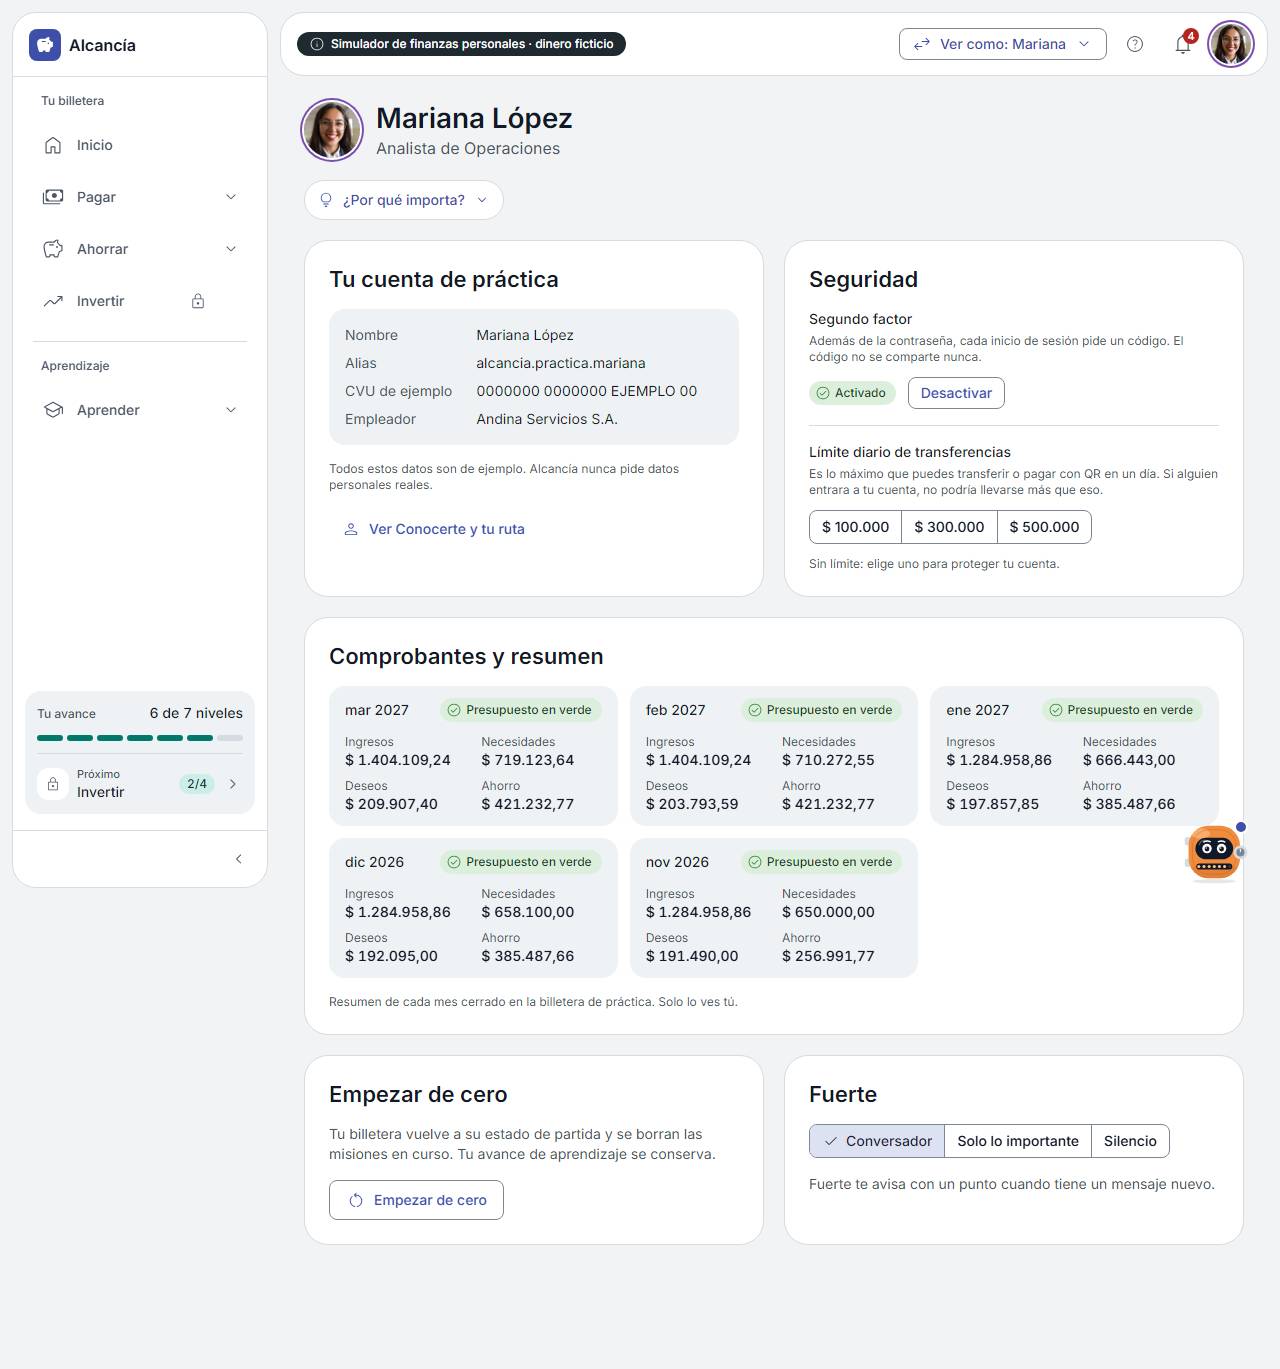 Alcancía
Tu billetera
Inicio
Pagar
Ahorrar
Invertir
Aprendizaje
Aprender
Tu avance
6 de 7 niveles
Próximo
Invertir
2/4
Simulador de finanzas personales · dinero ficticio
Ver como: Mariana
4
Mariana López
Analista de Operaciones
¿Por qué importa?
Tu cuenta de práctica
Nombre Mariana López
Alias alcancia.practica.mariana
CVU de ejemplo 0000000 0000000 EJEMPLO 00
Empleador Andina Servicios S.A.
Todos estos datos son de ejemplo. Alcancía nunca pide datos
personales reales.
Ver Conocerte y tu ruta
Seguridad
Segundo factor
Además de la contraseña, cada inicio de sesión pide un código. El
código no se comparte nunca.
Activado
Desactivar
Límite diario de transferencias
Es lo máximo que puedes transferir o pagar con QR en un día. Si alguien
entrara a tu cuenta, no podría llevarse más que eso.
$ 100.000 $ 300.000 $ 500.000
Sin límite: elige uno para proteger tu cuenta.
Comprobantes y resumen
mar 2027 Presupuesto en verde
Ingresos Necesidades
$ 1.404.109,24 $ 719.123,64
Deseos Ahorro
$ 209.907,40 $ 421.232,77
feb 2027 Presupuesto en verde
Ingresos Necesidades
$ 1.404.109,24 $ 710.272,55
Deseos Ahorro
$ 203.793,59 $ 421.232,77
ene 2027 Presupuesto en verde
Ingresos Necesidades
$ 1.284.958,86 $ 666.443,00
Deseos Ahorro
$ 197.857,85 $ 385.487,66
dic 2026 Presupuesto en verde
Ingresos Necesidades
$ 1.284.958,86 $ 658.100,00
Deseos Ahorro
$ 192.095,00 $ 385.487,66
nov 2026 Presupuesto en verde
Ingresos Necesidades
$ 1.284.958,86 $ 650.000,00
Deseos Ahorro
$ 191.490,00 $ 256.991,77
Resumen de cada mes cerrado en la billetera de práctica. Solo lo ves tú.
Empezar de cero
Tu billetera vuelve a su estado de partida y se borran las
misiones en curso. Tu avance de aprendizaje se conserva.
Empezar de cero
Fuerte
Conversador Solo lo importante Silencio
Fuerte te avisa con un punto cuando tiene un mensaje nuevo.